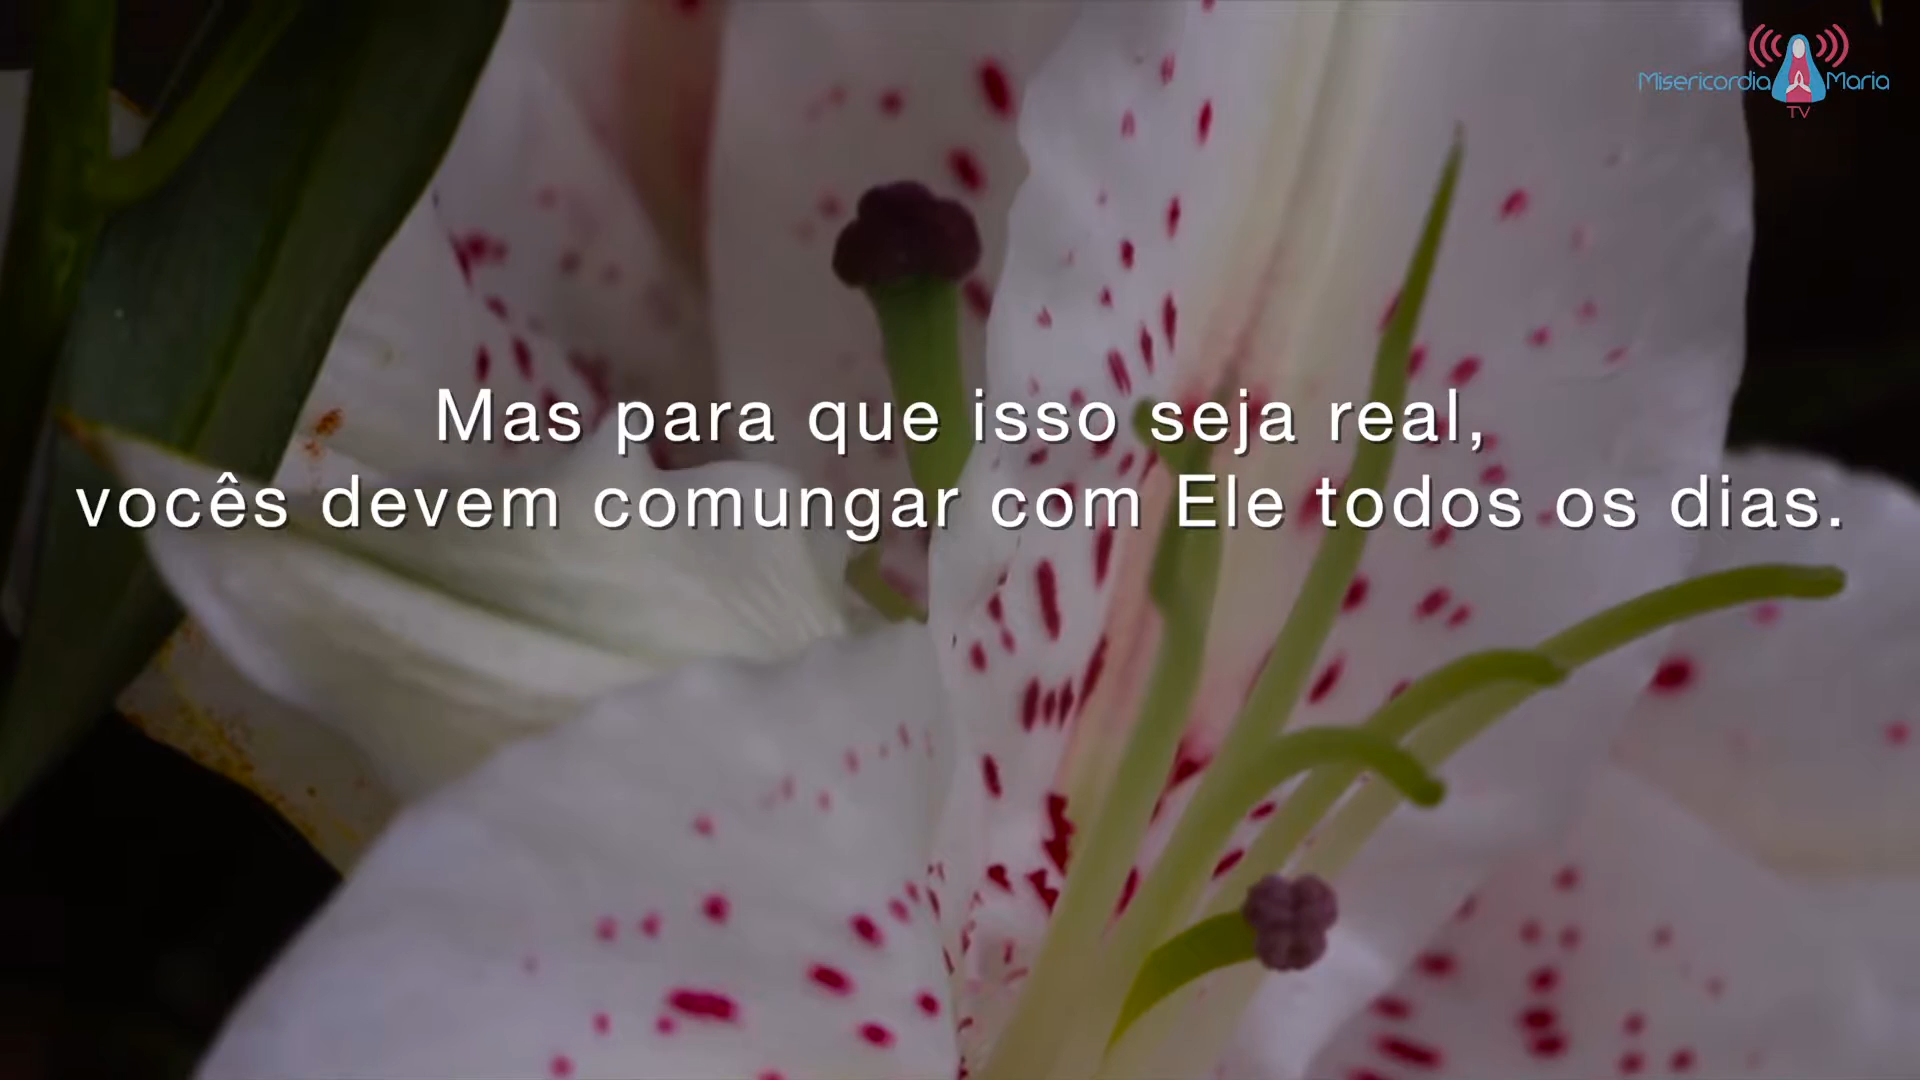 Misericordia Maria
TV
Mas para que isso seja real,
vocês devem comungar com Ele todos os dias.